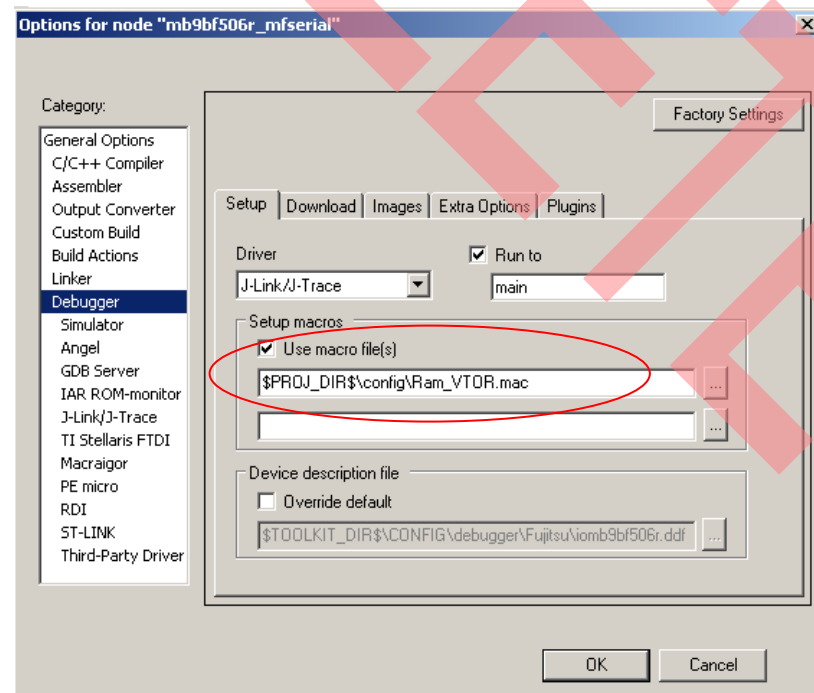 Options for node "mb9bf506r_mfserial"
Category:
Factory Settings
General Options
C/C++ Compiler
Assembler
Output Converter
Custom Build
Build Actions
Linker
Debugger
Simulator
Angel
GDB Server
IAR ROM-monitor
J-Link/J-Trace
TI Stellaris FTDI
Macraigor
PE micro
RDI
ST-LINK
Third-Party Driver
Setup Download Images Extra Options Plugins
Driver
Run to
J-Link/J-Trace
main
Setup macros
Use macro file(s)
$PROJ_DIR$\config\Ram_VTOR.mac
...
...
Device description file
Override default
$TOOLKIT_DIR$\CONFIG\debugger\Fujitsu\iomb9bf506r.ddf
...
OK Cancel